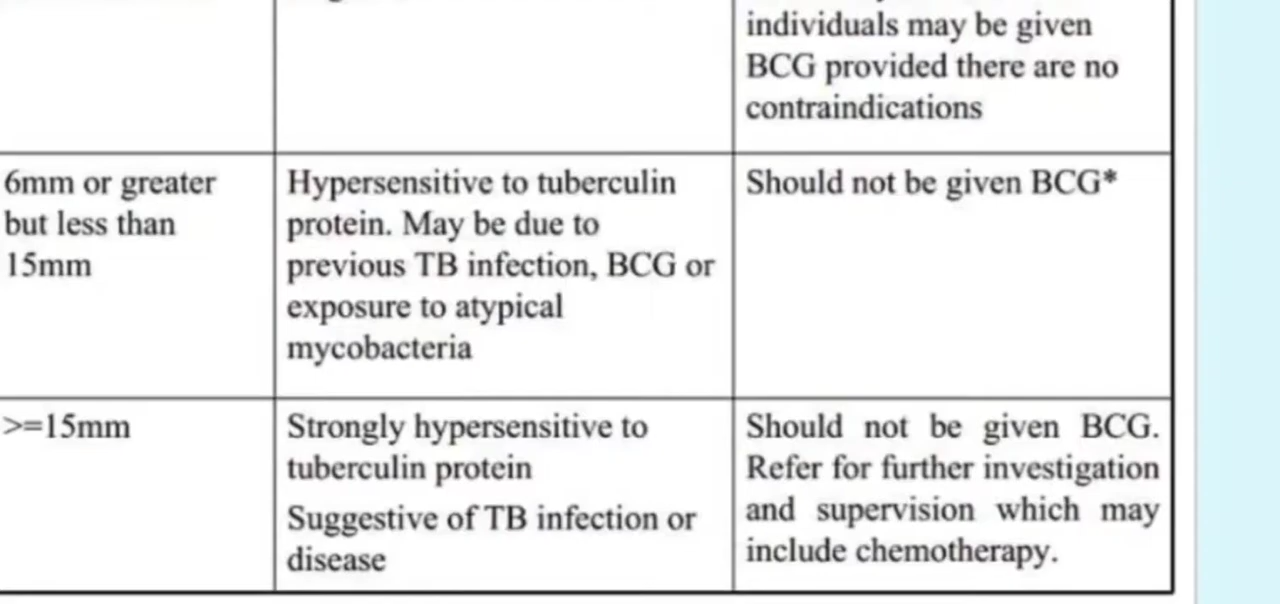 individuals may be given
BCG provided there are no
contraindications
6mm or greater
but less than
15mm
Hypersensitive to tuberculin
protein. May be due to
previous TB infection, BCG or
exposure to atypical
mycobacteria
Should not be given BCG*
>=15mm
Strongly hypersensitive to
tuberculin protein
Suggestive of TB infection or
disease
Should not be given BCG.
Refer for further investigation
and supervision which may
include chemotherapy.